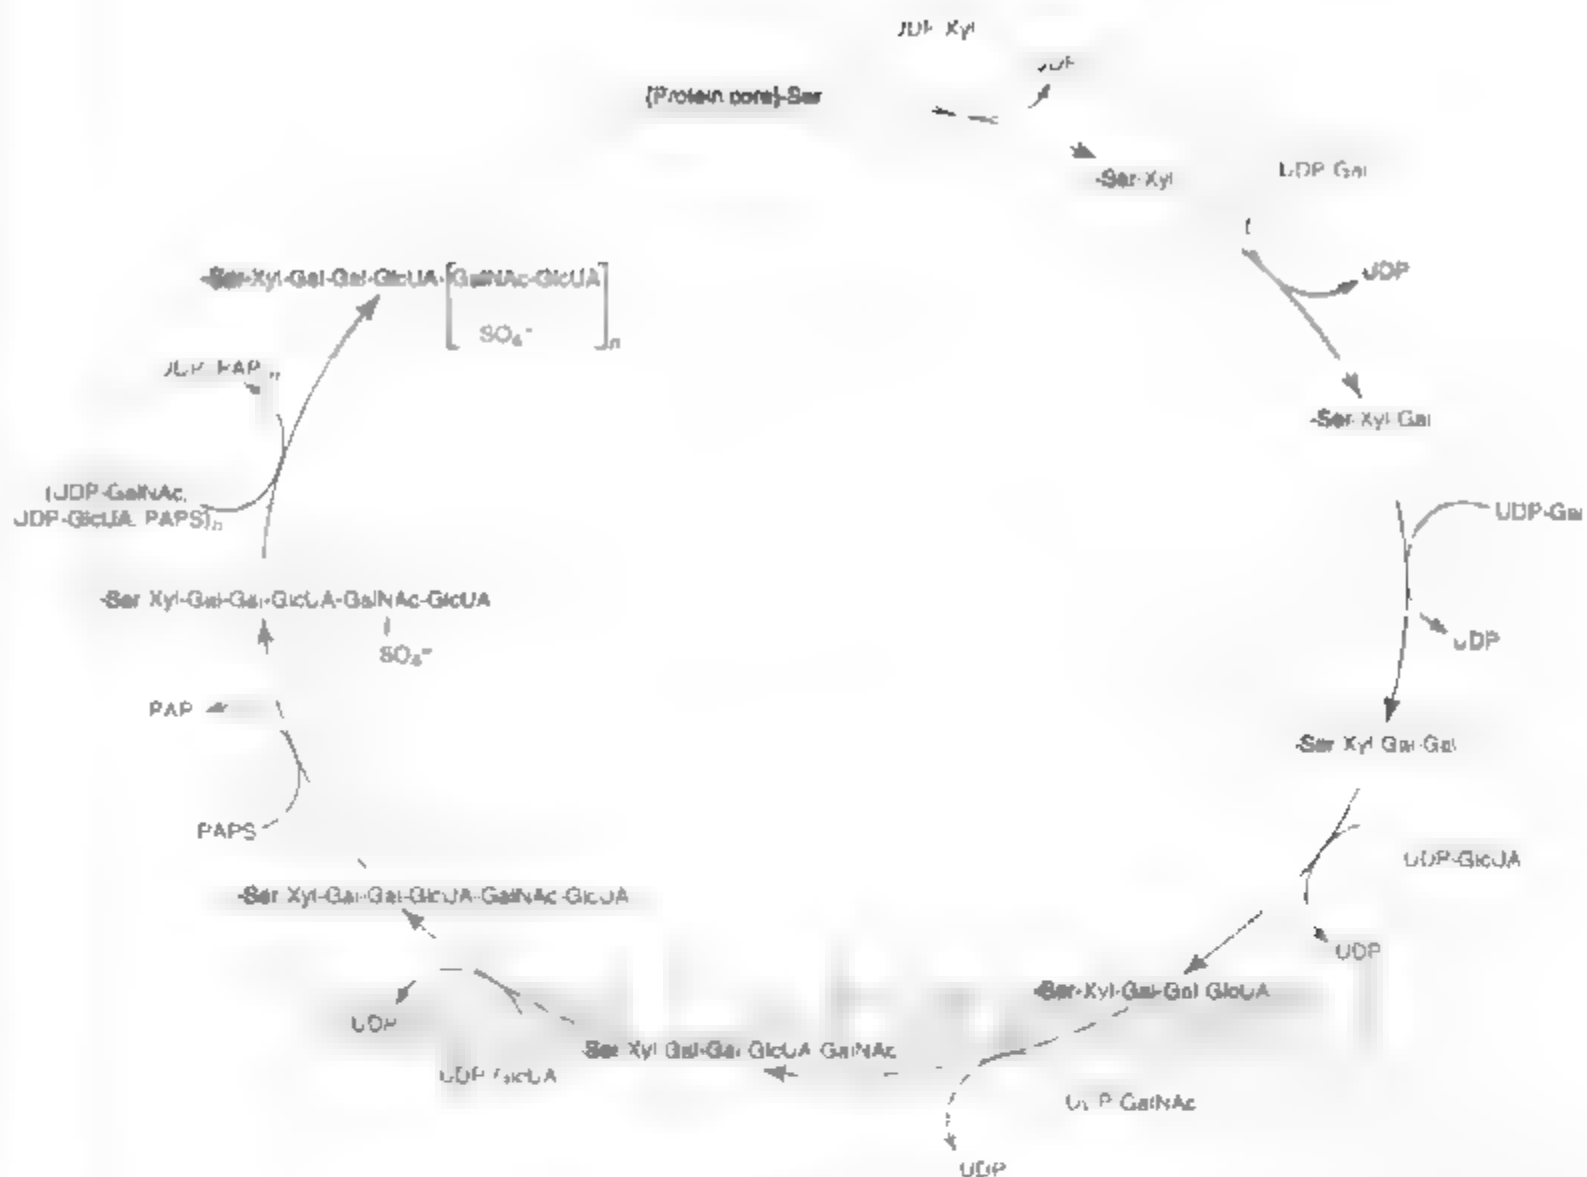 UDP-Xyl
UDP
[Protein core]-Ser
-Ser-Xyl
UDP-Gal
UDP
-Ser-Xyl-Gal
UDP-Gal
UDP
-Ser-Xyl-Gal-Gal
UDP-GlcUA
UDP
-Ser-Xyl-Gal-Gal-GlcUA
UDP-GalNAc
UDP
-Ser-Xyl-Gal-Gal-GlcUA-GalNAc
UDP-GlcUA
UDP
-Ser-Xyl-Gal-Gal-GlcUA-GalNAc-GlcUA
PAPS
PAP
-Ser-Xyl-Gal-Gal-GlcUA-GalNAc-GlcUA
SO₄⁻
(UDP-GalNAc,
UDP-GlcUA, PAPS)n
UDP, PAP
-Ser-Xyl-Gal-Gal-GlcUA-[GalNAc-GlcUA]n
SO₄⁻